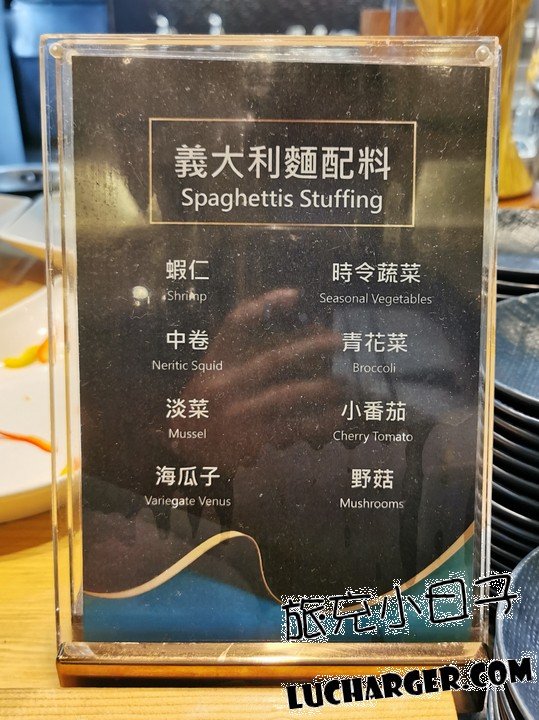 義大利麵配料
Spaghettis Stuffing
蝦仁
Shrimp
時令蔬菜
Seasonal Vegetables
中卷
Neritic Squid
青花菜
Broccoli
淡菜
Mussel
小番茄
Cherry Tomato
海瓜子
Variegate Venus
野菇
Mushrooms
旅充小日子
LUCHARGER.COM